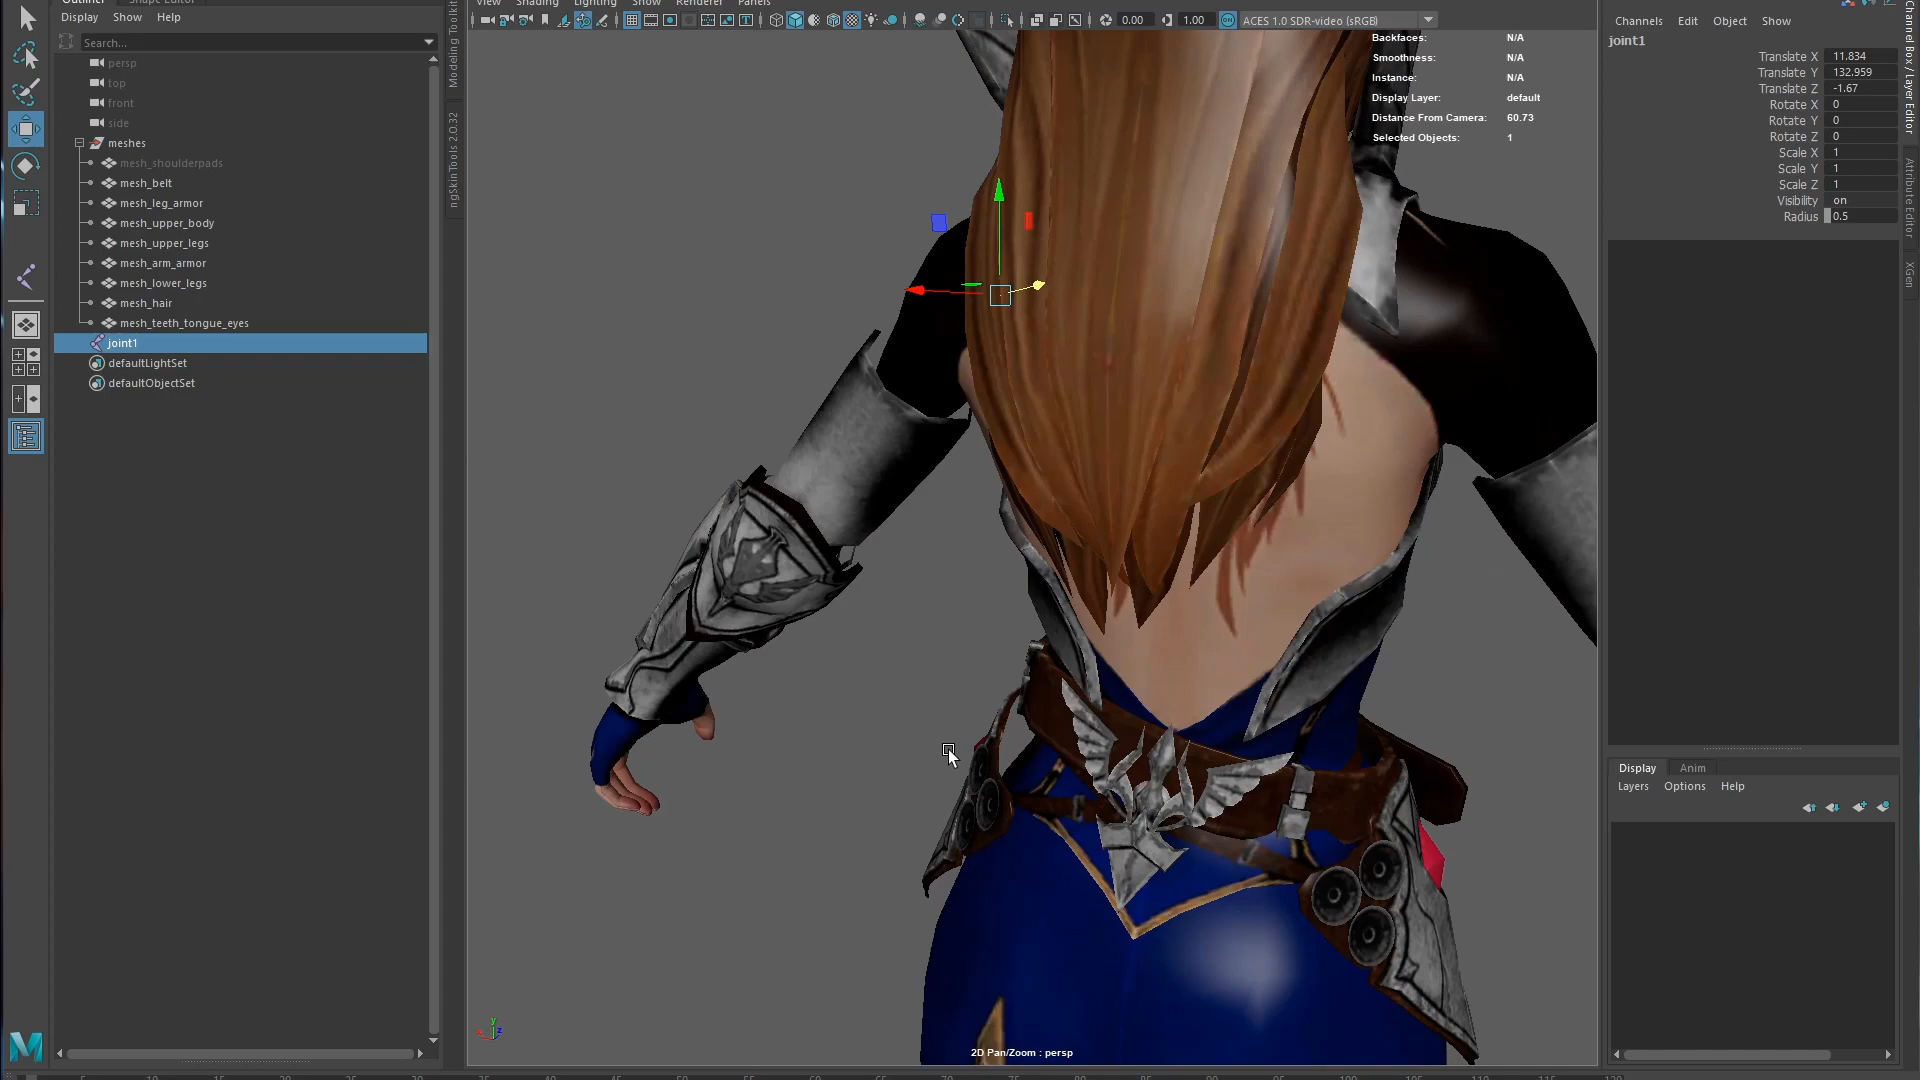 Outliner
Shape Editor
Display Show Help
Search...
persp
top
front
side
meshes
mesh_shoulderpads
mesh_belt
mesh_leg_armor
mesh_upper_body
mesh_upper_legs
mesh_arm_armor
mesh_lower_legs
mesh_hair
mesh_teeth_tongue_eyes
joint1
defaultLightSet
defaultObjectSet
Modeling Toolkit
ngSkinTools 2.0.32
View Shading Lighting Show Renderer Panels
0.00 1.00 ACES 1.0 SDR-video (sRGB)
Backfaces: N/A
Smoothness: N/A
Instance: N/A
Display Layer: default
Distance From Camera: 60.73
Selected Objects: 1
y
x z
2D Pan/Zoom : persp
Channels Edit Object Show
joint1
Translate X 11.834
Translate Y 132.959
Translate Z -1.67
Rotate X 0
Rotate Y 0
Rotate Z 0
Scale X 1
Scale Y 1
Scale Z 1
Visibility on
Radius 0.5
Channel Box / Layer Editor
Attribute Editor
XGen
Display Anim
Layers Options Help
M